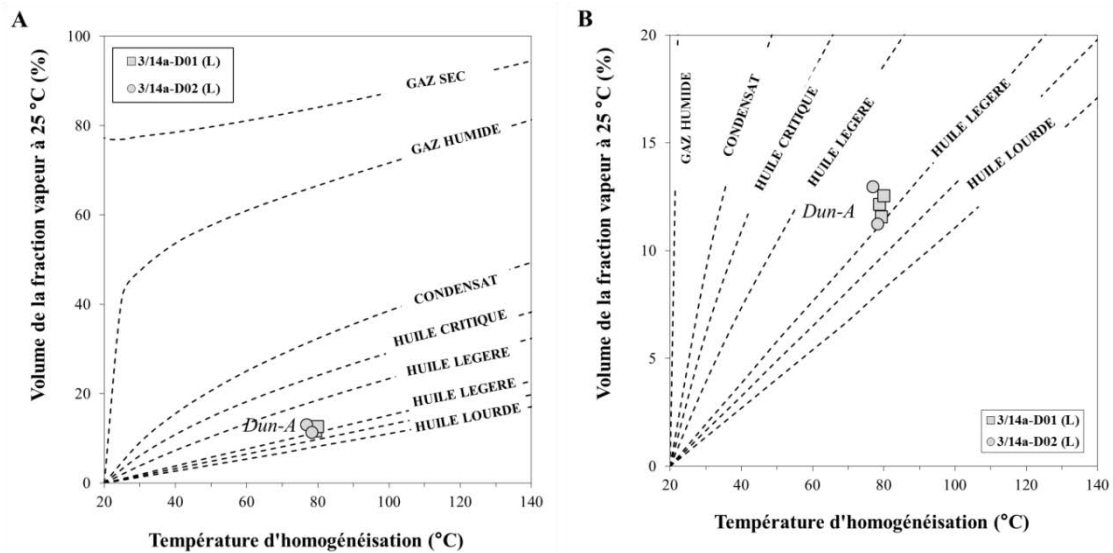 A
Volume de la fraction vapeur à 25 °C (%)
100
80
60
40
20
0
3/14a-D01 (L)
3/14a-D02 (L)
GAZ SEC
GAZ HUMIDE
CONDENSAT
HUILE CRITIQUE
HUILE LEGERE
HUILE LEGERE
HUILE LOURDE
Dun-A
20 40 60 80 100 120 140
Température d'homogénéisation (°C)
B
Volume de la fraction vapeur à 25 °C (%)
20
15
10
5
0
GAZ HUMIDE
CONDENSAT
HUILE CRITIQUE
HUILE LEGERE
HUILE LEGERE
HUILE LOURDE
Dun-A
3/14a-D01 (L)
3/14a-D02 (L)
20 40 60 80 100 120 140
Température d'homogénéisation (°C)